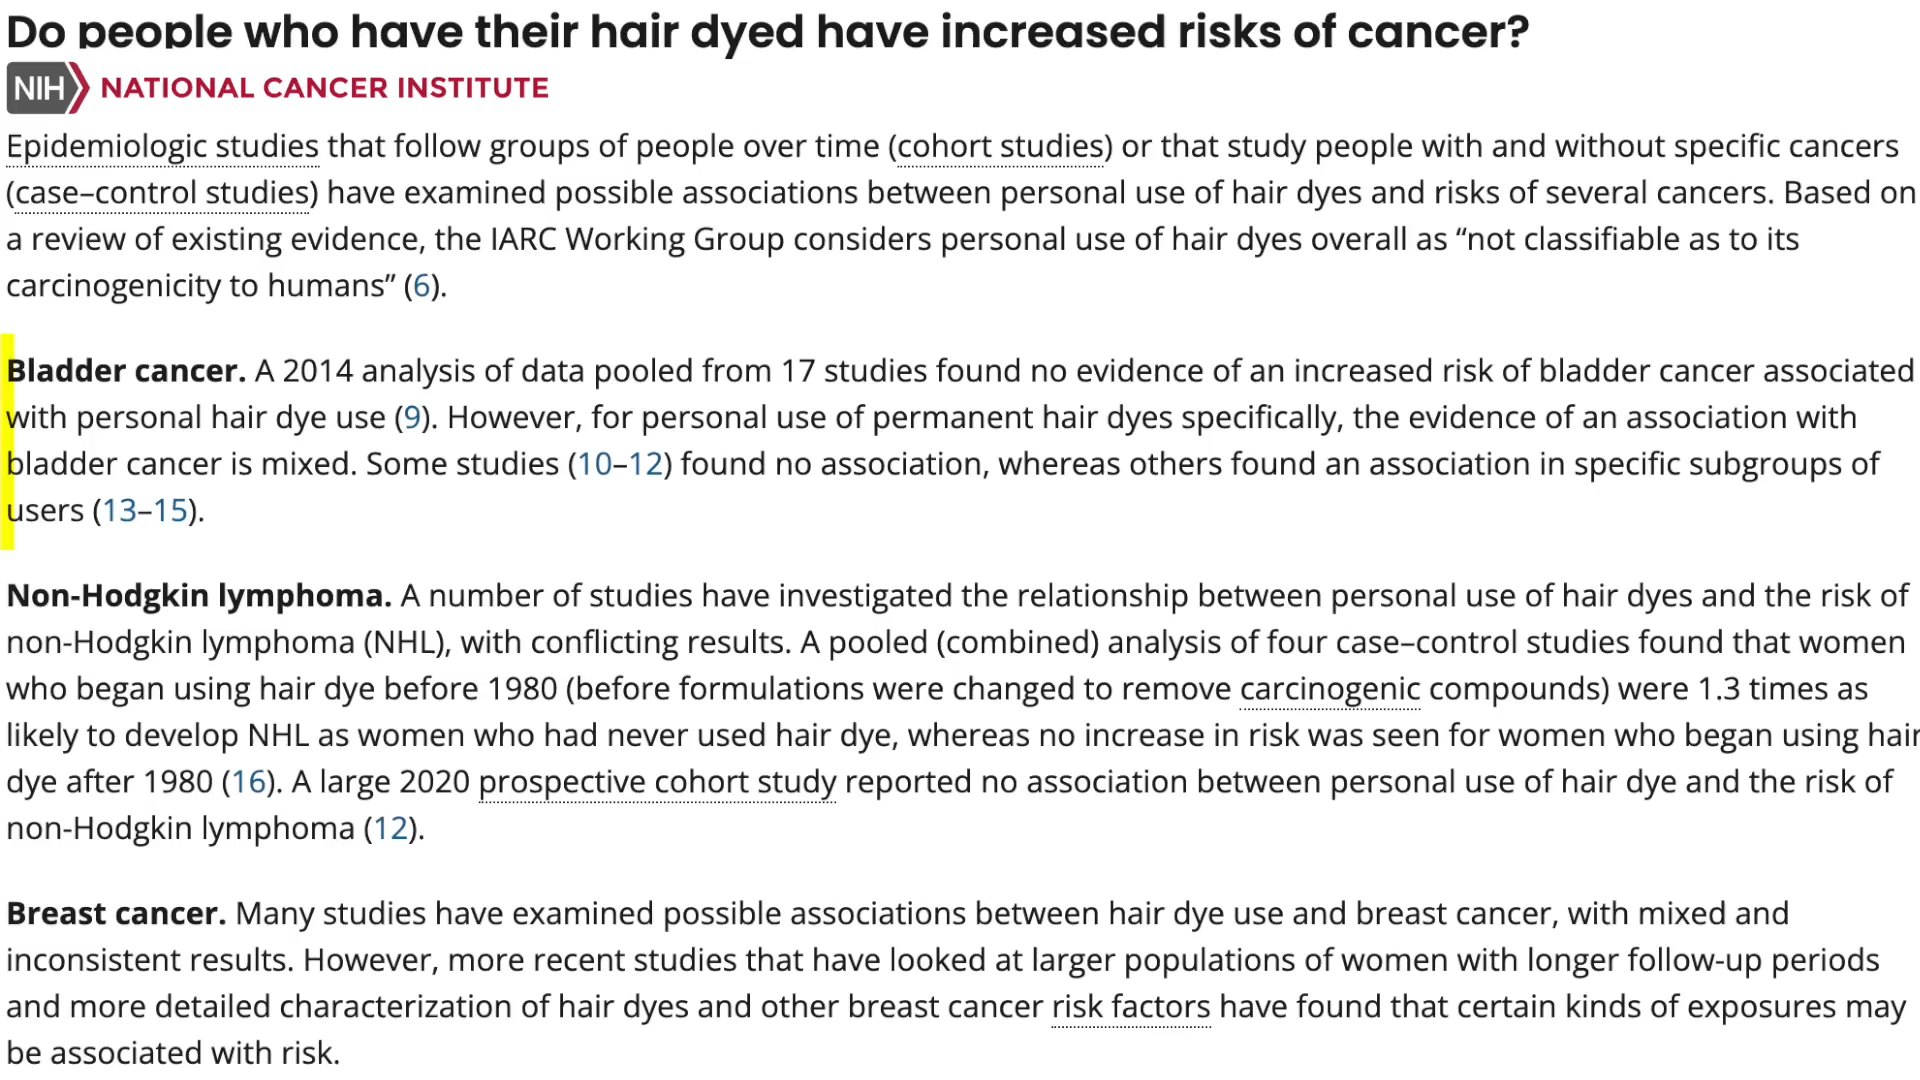 Do people who have their hair dyed have increased risks of cancer?
NIH NATIONAL CANCER INSTITUTE
Epidemiologic studies that follow groups of people over time (cohort studies) or that study people with and without specific cancers
(case–control studies) have examined possible associations between personal use of hair dyes and risks of several cancers. Based on
a review of existing evidence, the IARC Working Group considers personal use of hair dyes overall as “not classifiable as to its
carcinogenicity to humans” (6).
Bladder cancer. A 2014 analysis of data pooled from 17 studies found no evidence of an increased risk of bladder cancer associated
with personal hair dye use (9). However, for personal use of permanent hair dyes specifically, the evidence of an association with
bladder cancer is mixed. Some studies (10–12) found no association, whereas others found an association in specific subgroups of
users (13–15).
Non-Hodgkin lymphoma. A number of studies have investigated the relationship between personal use of hair dyes and the risk of
non-Hodgkin lymphoma (NHL), with conflicting results. A pooled (combined) analysis of four case–control studies found that women
who began using hair dye before 1980 (before formulations were changed to remove carcinogenic compounds) were 1.3 times as
likely to develop NHL as women who had never used hair dye, whereas no increase in risk was seen for women who began using hair
dye after 1980 (16). A large 2020 prospective cohort study reported no association between personal use of hair dye and the risk of
non-Hodgkin lymphoma (12).
Breast cancer. Many studies have examined possible associations between hair dye use and breast cancer, with mixed and
inconsistent results. However, more recent studies that have looked at larger populations of women with longer follow-up periods
and more detailed characterization of hair dyes and other breast cancer risk factors have found that certain kinds of exposures may
be associated with risk.